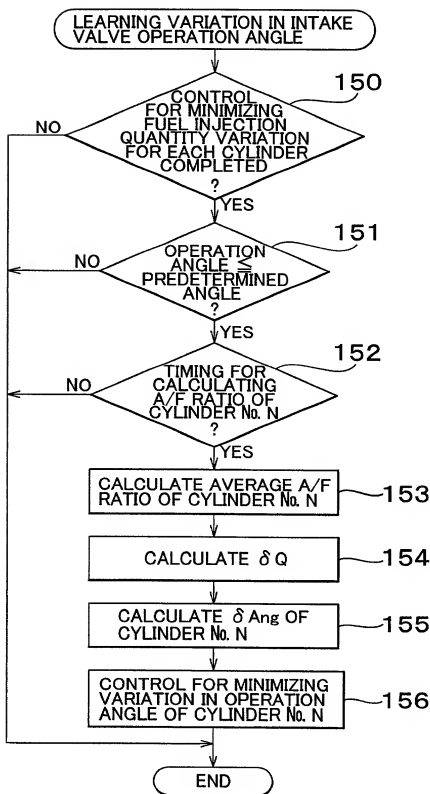 LEARNING VARIATION IN INTAKE
VALVE OPERATION ANGLE
150
CONTROL
FOR MINIMIZING
FUEL INJECTION
QUANTITY VARIATION
FOR EACH CYLINDER
COMPLETED
?
NO
YES
151
OPERATION
ANGLE ≦
PREDETERMINED
ANGLE
?
NO
YES
152
TIMING FOR
CALCULATING
A/F RATIO OF
CYLINDER No. N
?
NO
YES
CALCULATE AVERAGE A/F
RATIO OF CYLINDER No. N
153
CALCULATE δ Q
154
CALCULATE δ Ang OF
CYLINDER No. N
155
CONTROL FOR MINIMIZING
VARIATION IN OPERATION
ANGLE OF CYLINDER No. N
156
END